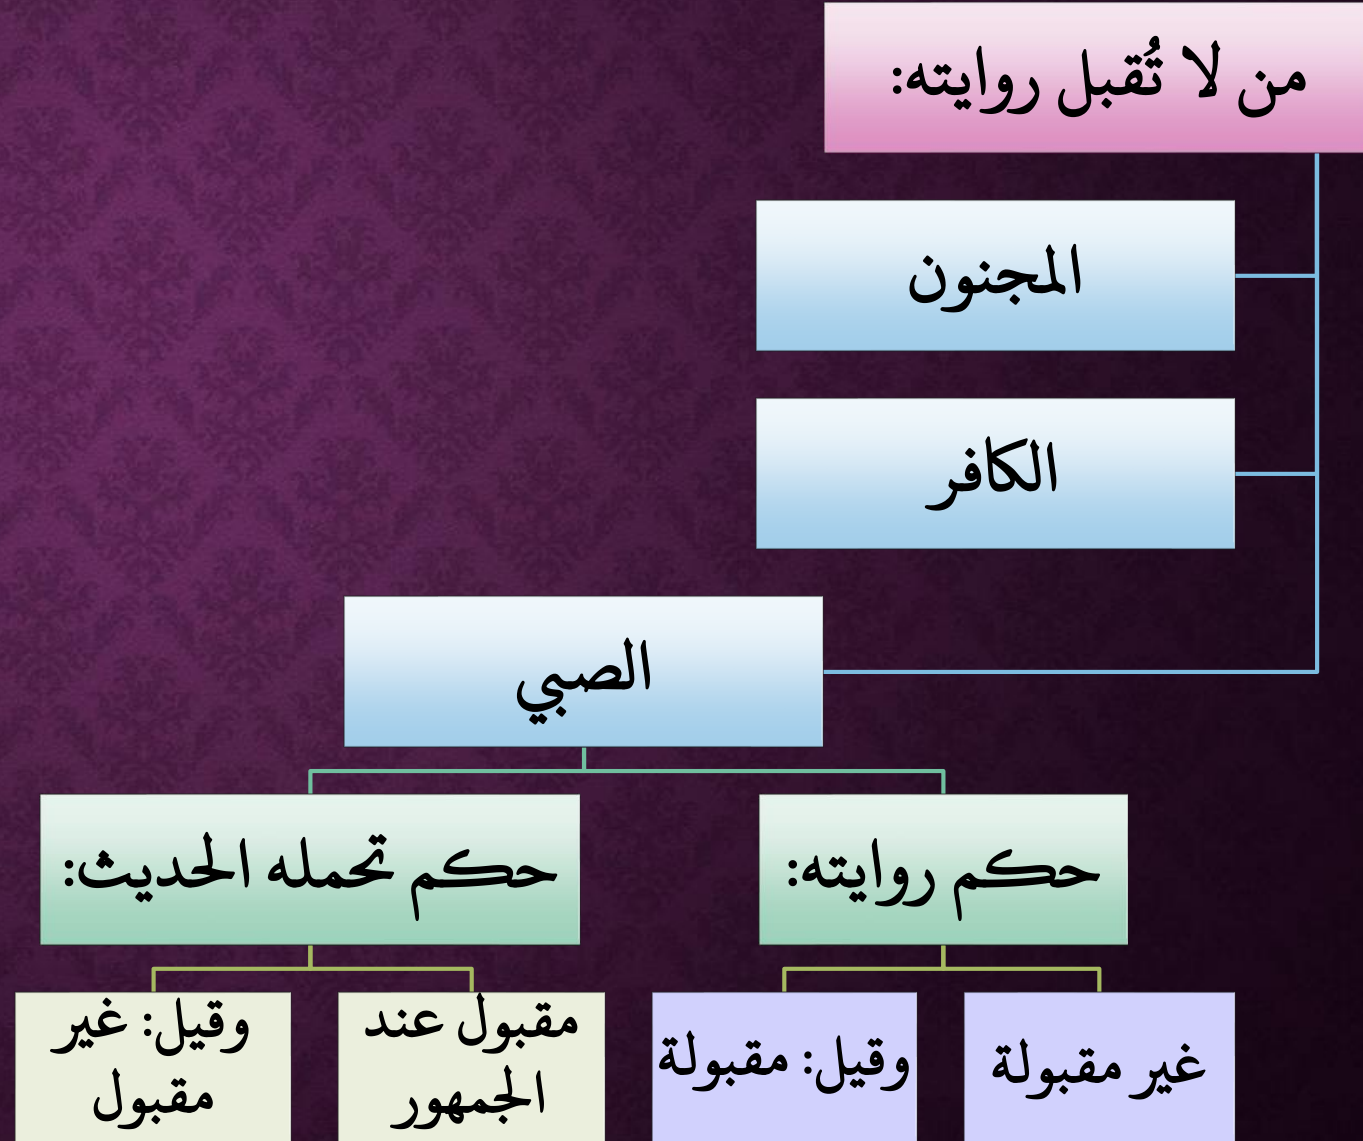 من لا تُقبل روايته:
المجنون
الكافر
الصبي
حكم روايته:
حكم تحمله الحديث:
غير مقبولة
وقيل: مقبولة
مقبول عند
الجمهور
وقيل: غير
مقبول